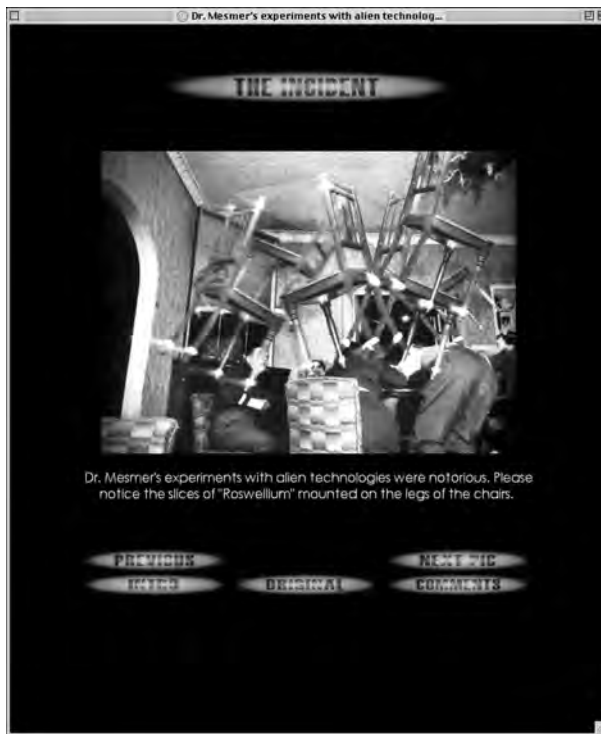 Dr. Mesmer's experiments with alien technolog...
THE INCIDENT
Dr. Mesmer's experiments with alien technologies were notorious. Please
notice the slices of "Roswellium" mounted on the legs of the chairs.
PREVIOUS
NEXT PIC
INTRO
ORIGINAL
COMMENTS